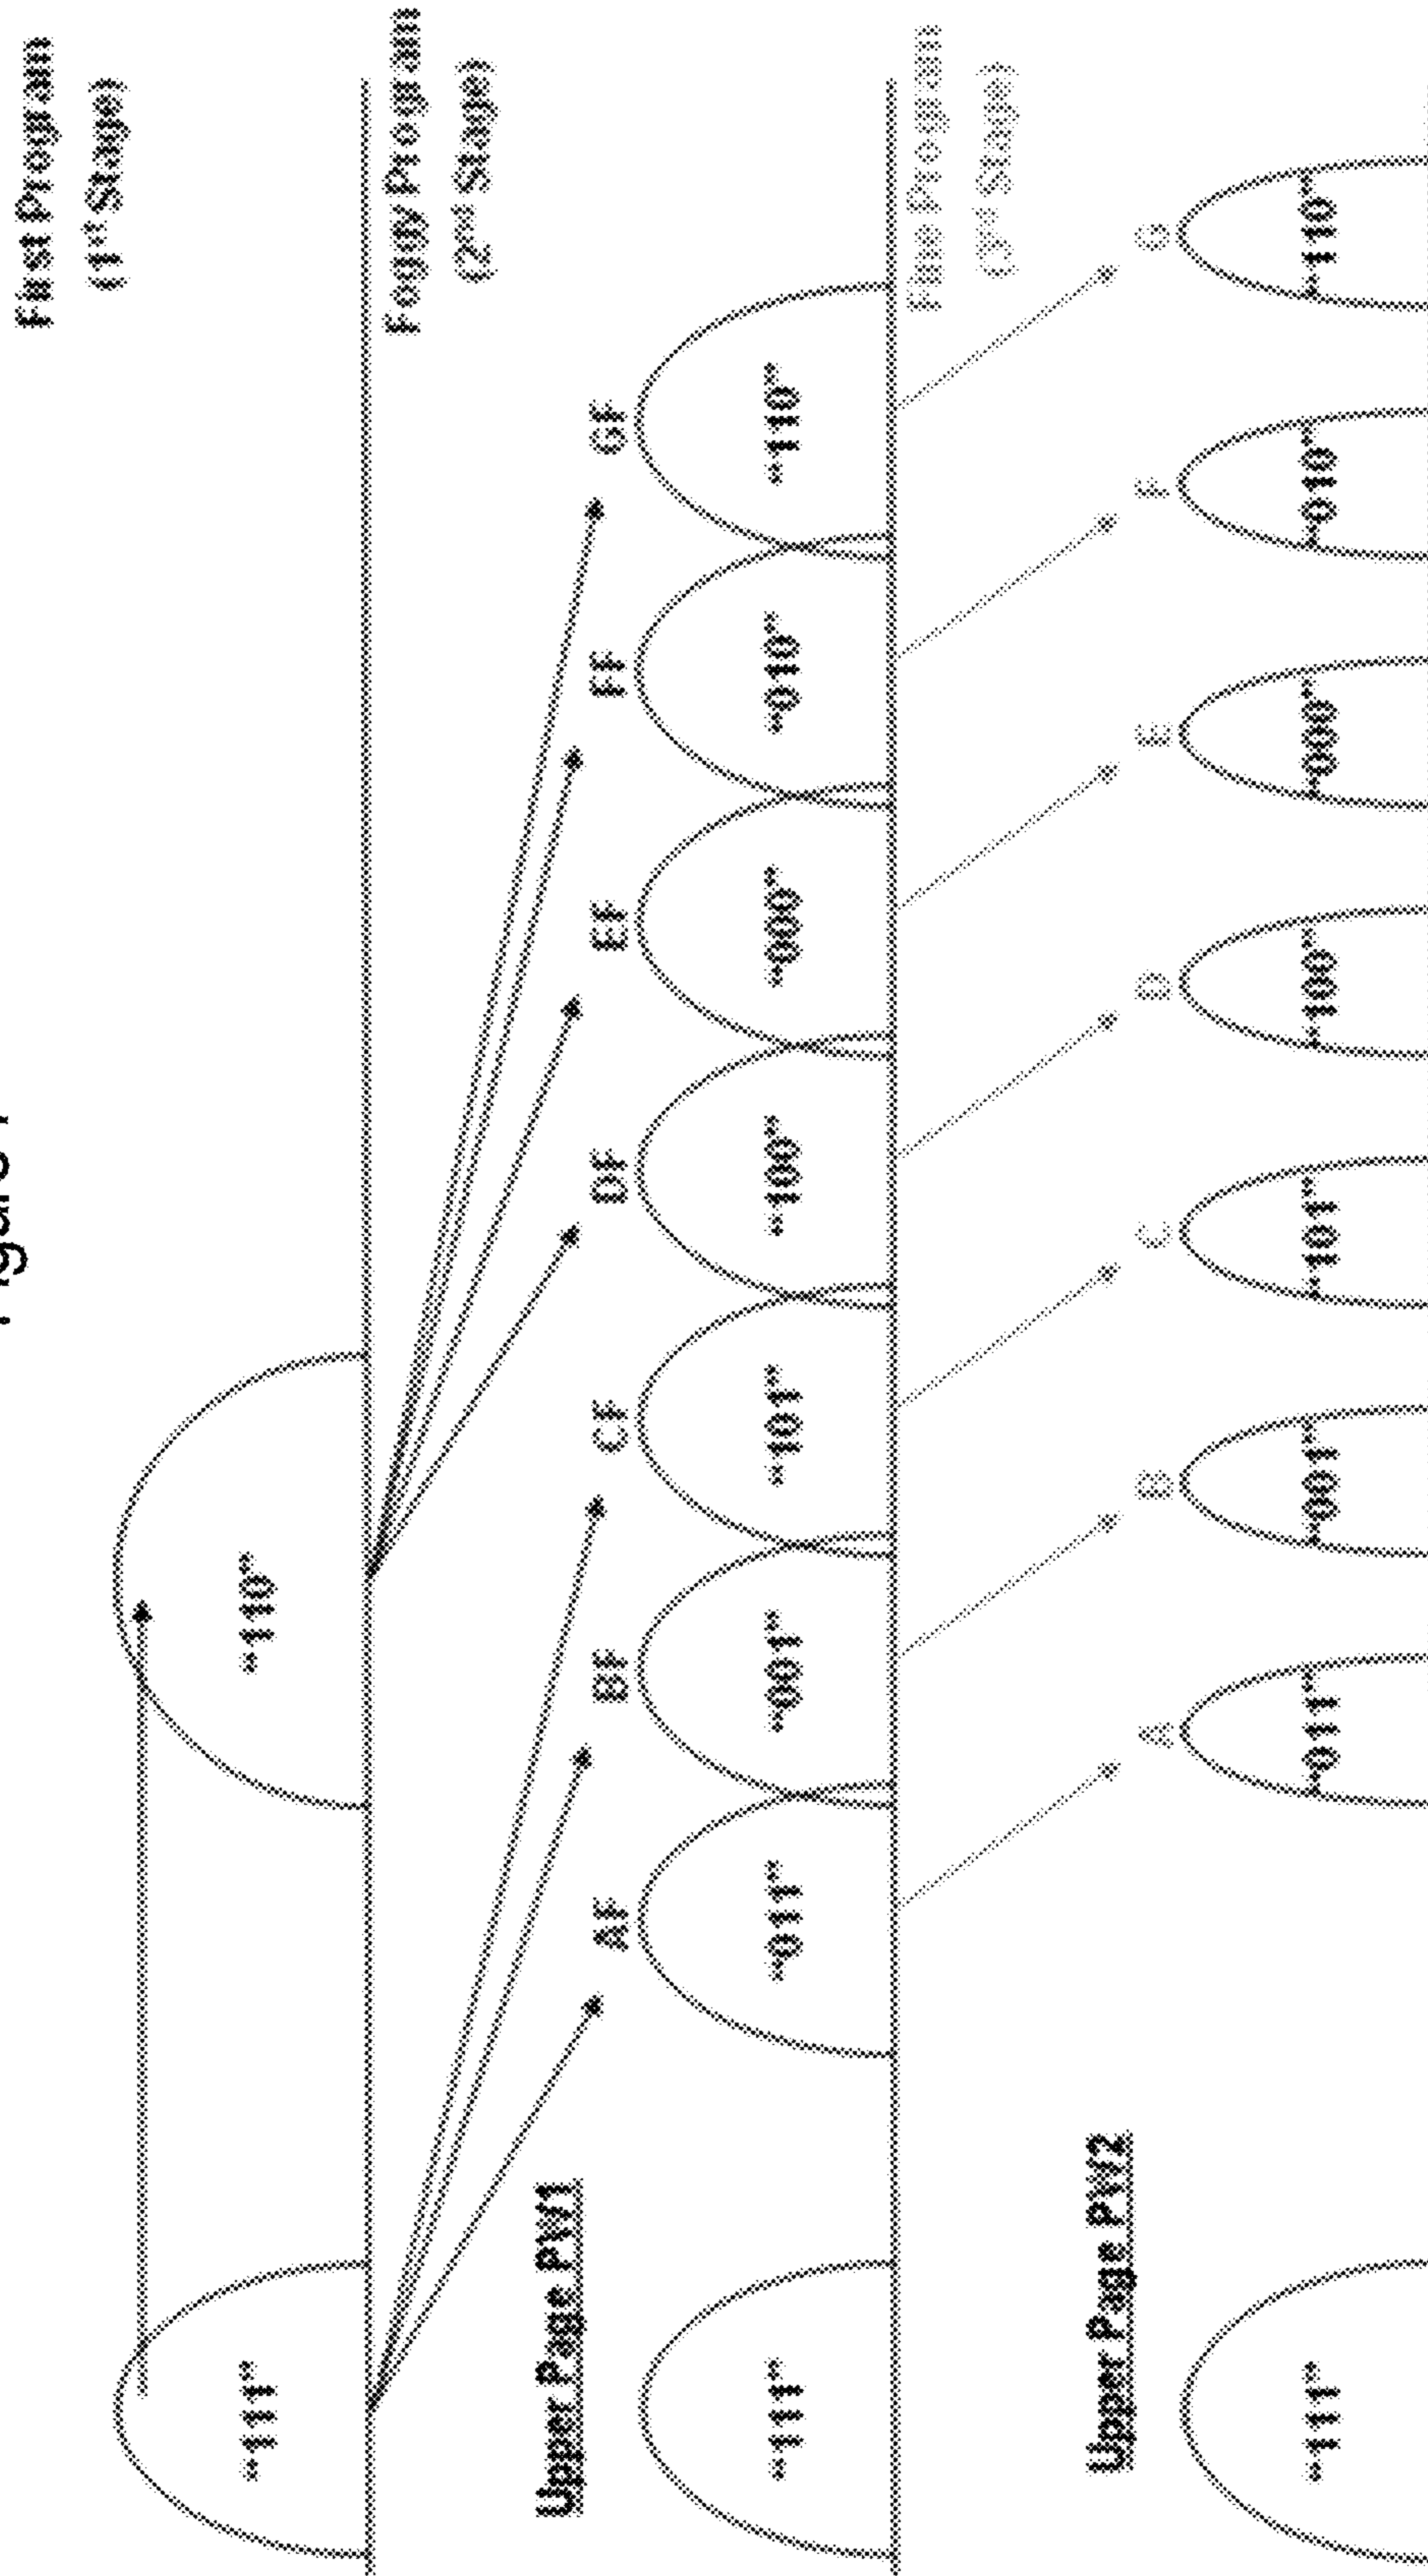 First Program
(1st Stage)
"111"
"110"
Foggy Program
(2nd Stage)
Upper Page PW1
AF
BF
CF
DF
EF
FF
GF
"111"
"011"
"001"
"101"
"100"
"000"
"010"
"110"
Fine Program
(3rd Stage)
Upper Page PW2
A
B
C
D
E
F
G
"111"
"011"
"001"
"101"
"100"
"000"
"010"
"110"